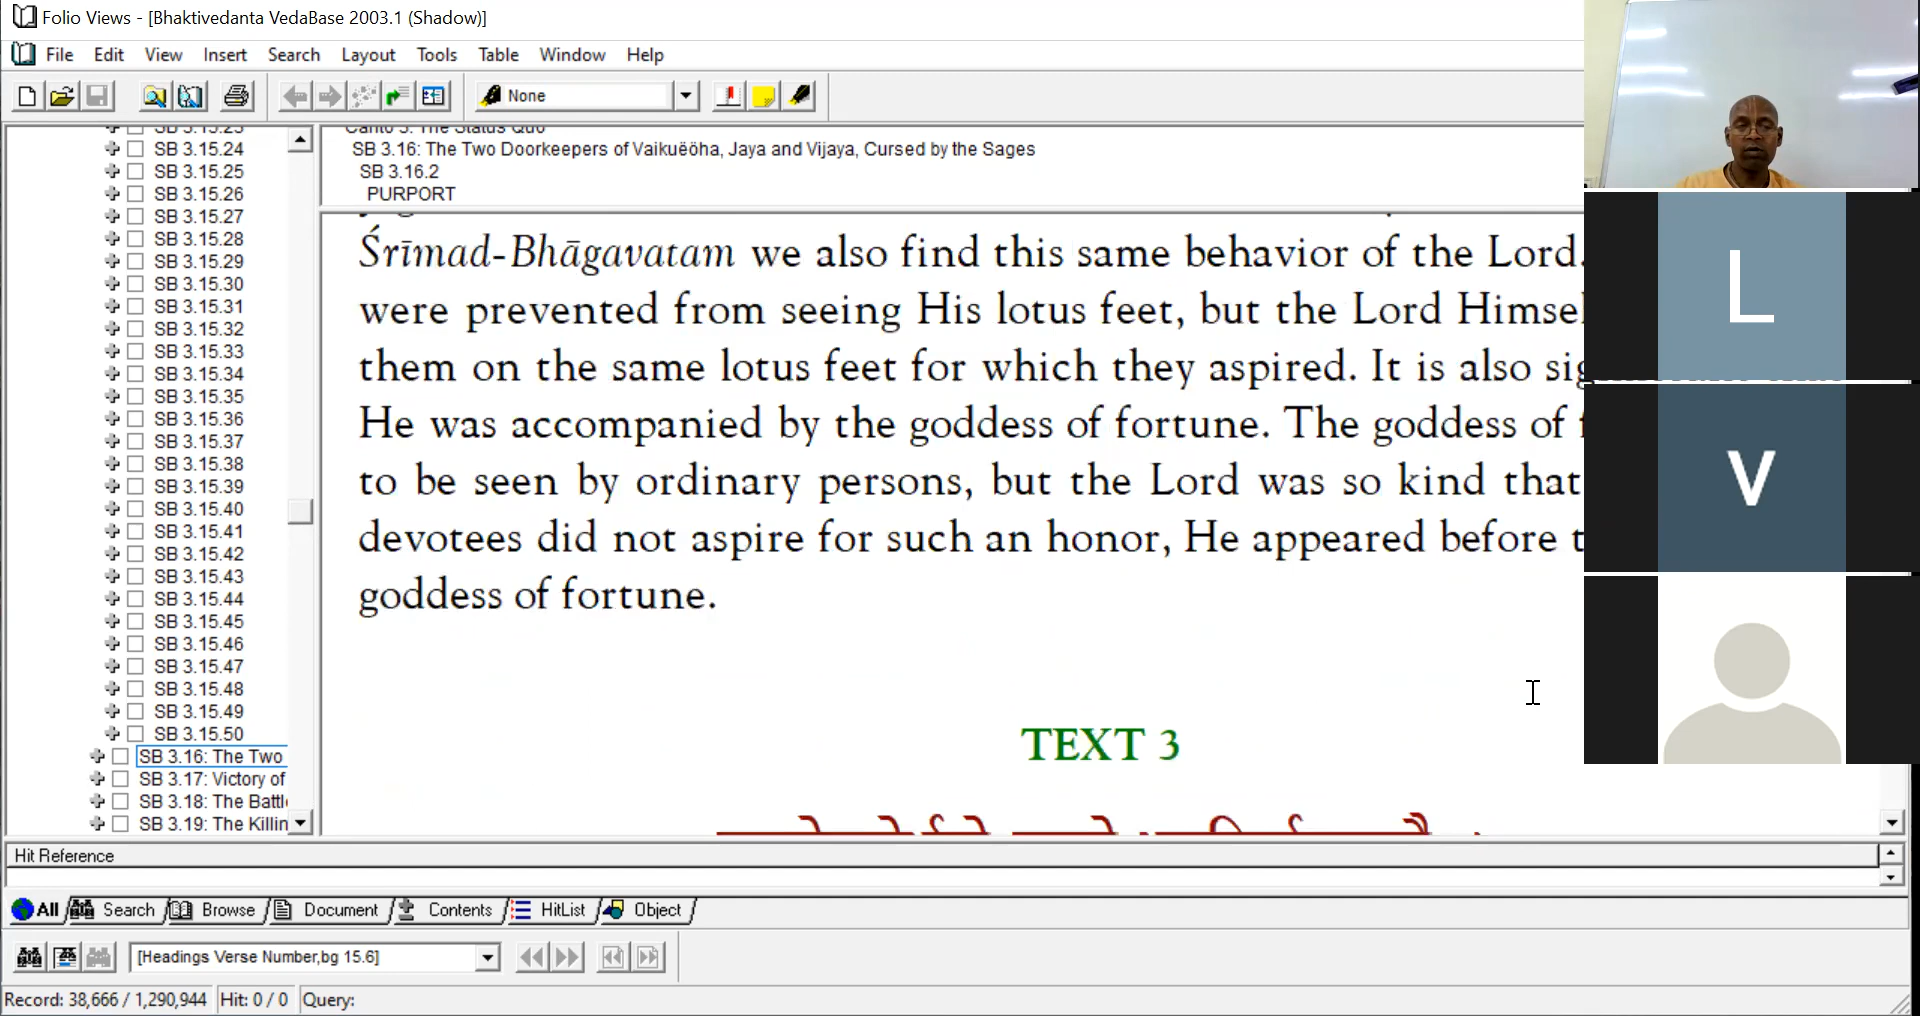 Folio Views - [Bhaktivedanta VedaBase 2003.1 (Shadow)]
File Edit View Insert Search Layout Tools Table Window Help
None
SB 3.15.23
SB 3.15.24
SB 3.15.25
SB 3.15.26
SB 3.15.27
SB 3.15.28
SB 3.15.29
SB 3.15.30
SB 3.15.31
SB 3.15.32
SB 3.15.33
SB 3.15.34
SB 3.15.35
SB 3.15.36
SB 3.15.37
SB 3.15.38
SB 3.15.39
SB 3.15.40
SB 3.15.41
SB 3.15.42
SB 3.15.43
SB 3.15.44
SB 3.15.45
SB 3.15.46
SB 3.15.47
SB 3.15.48
SB 3.15.49
SB 3.15.50
SB 3.16: The Two
SB 3.17: Victory of
SB 3.18: The Battl
SB 3.19: The Killin
Canto 3: The Status Quo
SB 3.16: The Two Doorkeepers of Vaikuëöha, Jaya and Vijaya, Cursed by the Sages
SB 3.16.2
PURPORT
Śrīmad-Bhāgavatam we also find this same behavior of the Lord.
were prevented from seeing His lotus feet, but the Lord Himsel
them on the same lotus feet for which they aspired. It is also sig
He was accompanied by the goddess of fortune. The goddess of f
to be seen by ordinary persons, but the Lord was so kind that
devotees did not aspire for such an honor, He appeared before t
goddess of fortune.
TEXT 3
L
V
Hit Reference
All Search Browse Document Contents HitList Object
[Headings Verse Number,bg 15.6]
Record: 38,666 / 1,290,944 Hit: 0 / 0 Query: